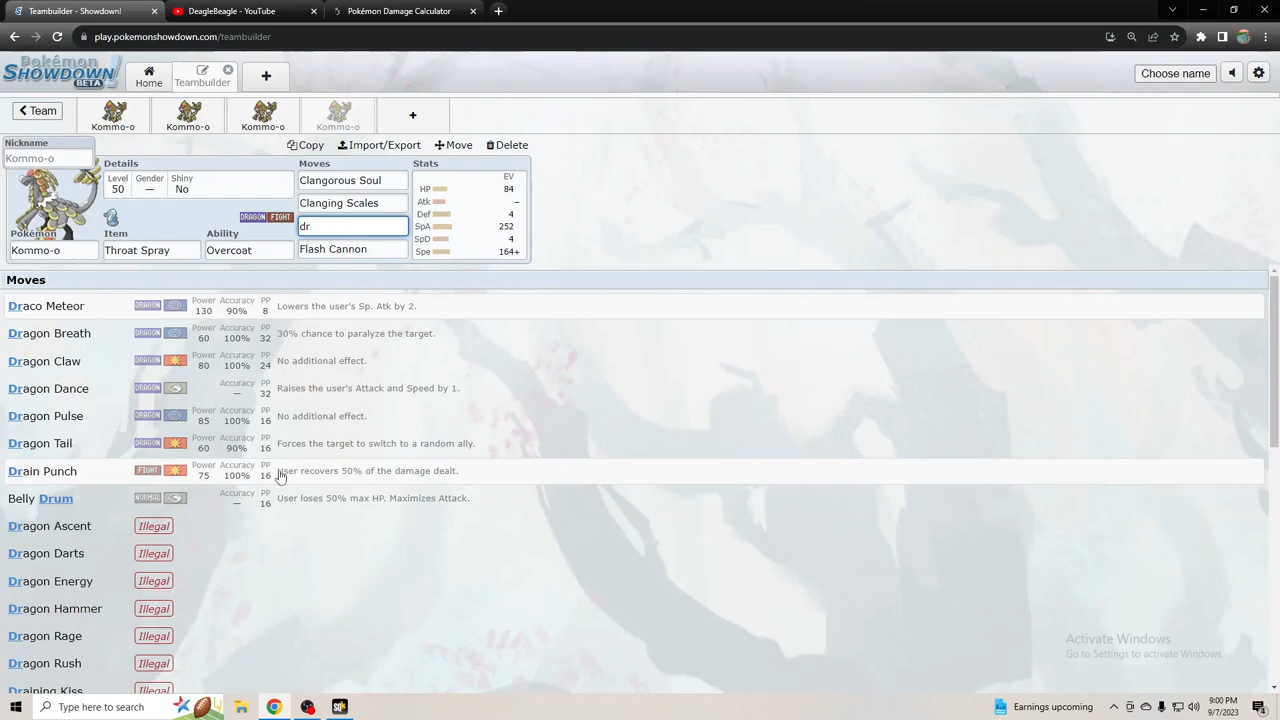 Teambuilder - Showdown!
DeagleBeagle - YouTube
Pokémon Damage Calculator
play.pokemonshowdown.com/teambuilder
Pokémon
SHOWDOWN
BETA
Home
Teambuilder
Choose name
Team
Kommo-o
Kommo-o
Kommo-o
Kommo-o
Copy
Import/Export
Move
Delete
Nickname
Kommo-o
Details
Level
50
Gender
—
Shiny
No
DRAGON FIGHT
Pokémon
Kommo-o
Item
Throat Spray
Ability
Overcoat
Moves
Clangorous Soul
Clanging Scales
dr
Flash Cannon
Stats
EV
HP 84
Atk –
Def 4
SpA 252
SpD 4
Spe 164+
Moves
Draco Meteor DRAGON Power 130 Accuracy 90% PP 8 Lowers the user's Sp. Atk by 2.
Dragon Breath DRAGON Power 60 Accuracy 100% PP 32 30% chance to paralyze the target.
Dragon Claw DRAGON Power 80 Accuracy 100% PP 24 No additional effect.
Dragon Dance DRAGON Accuracy — PP 32 Raises the user's Attack and Speed by 1.
Dragon Pulse DRAGON Power 85 Accuracy 100% PP 16 No additional effect.
Dragon Tail DRAGON Power 60 Accuracy 90% PP 16 Forces the target to switch to a random ally.
Drain Punch FIGHT Power 75 Accuracy 100% PP 16 User recovers 50% of the damage dealt.
Belly Drum NORMAL Accuracy — PP 16 User loses 50% max HP. Maximizes Attack.
Dragon Ascent Illegal
Dragon Darts Illegal
Dragon Energy Illegal
Dragon Hammer Illegal
Dragon Rage Illegal
Dragon Rush Illegal
Draining Kiss Illegal
Activate Windows
Go to Settings to activate Windows.
Type here to search
Earnings upcoming
9:00 PM
9/7/2023
4